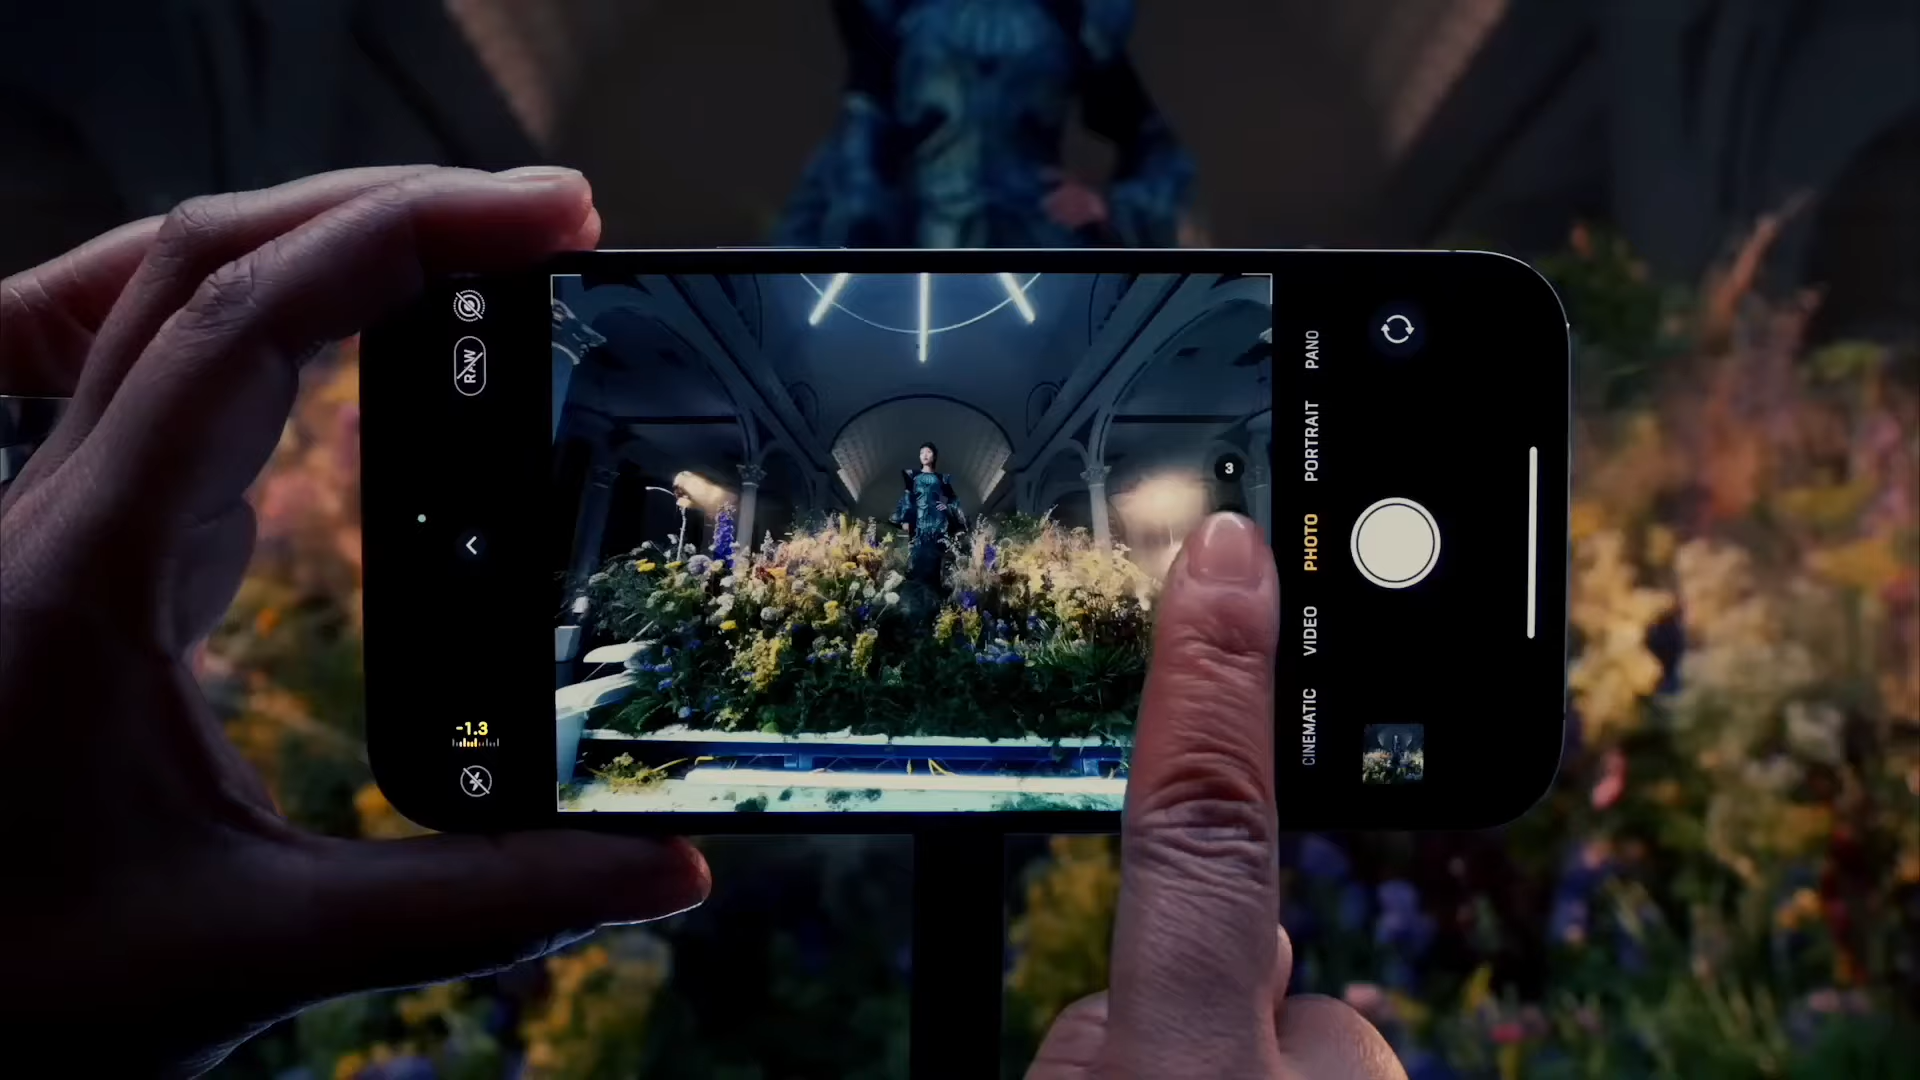 RAW
-1.3
3
PANO
PORTRAIT
PHOTO
VIDEO
CINEMATIC